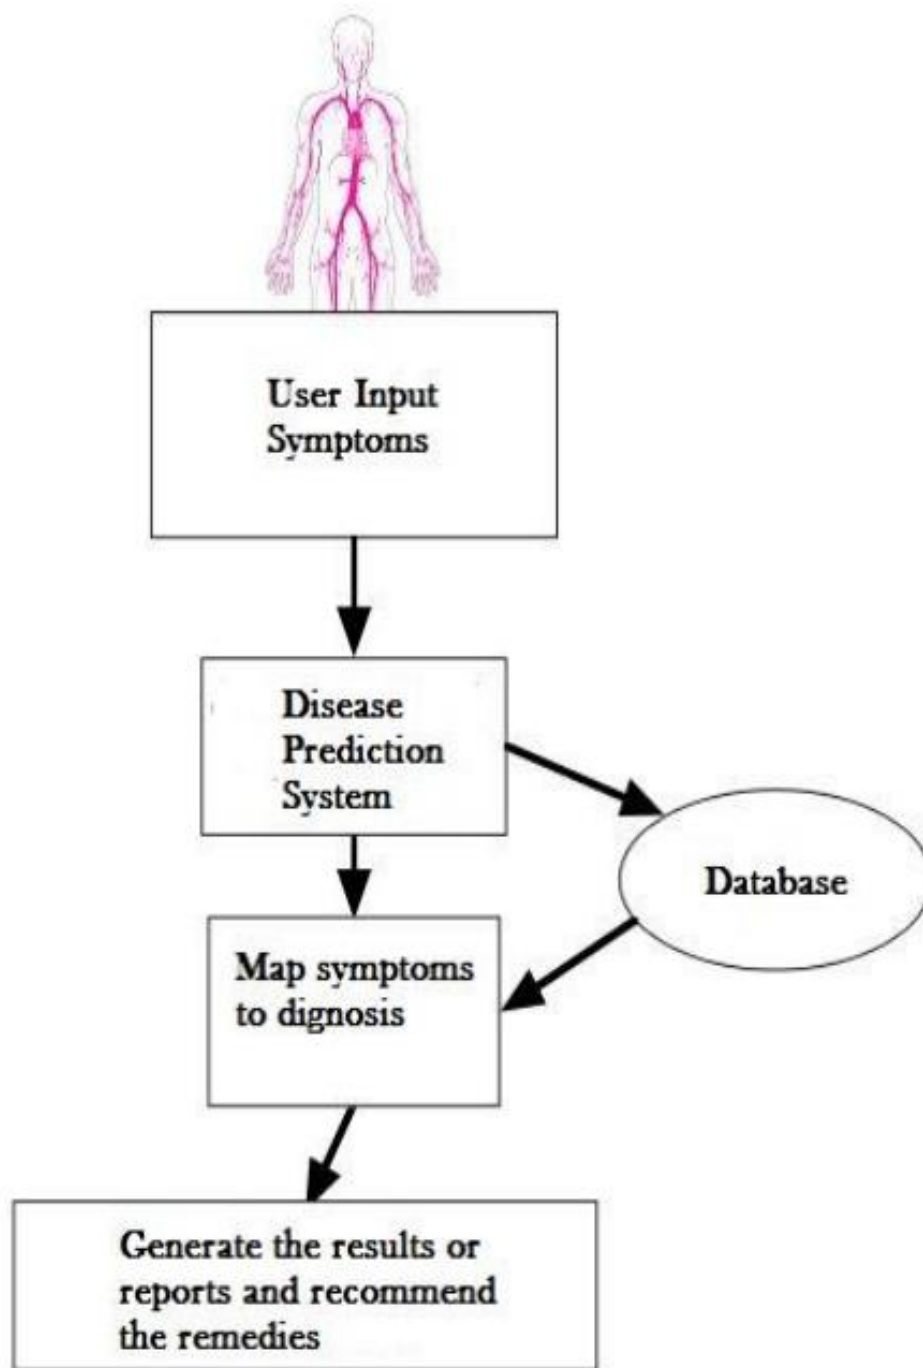 User Input
Symptoms
Disease
Prediction
System
Database
Map symptoms
to dignosis
Generate the results or
reports and recommend
the remedies